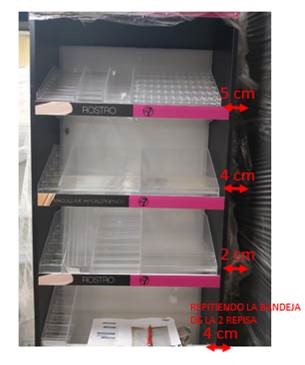 5 cm
ROSTRO
4 cm
2 cm
ROSTRO
REPITIENDO LA BANDEJA
DE LA 2 REPISA
4 cm